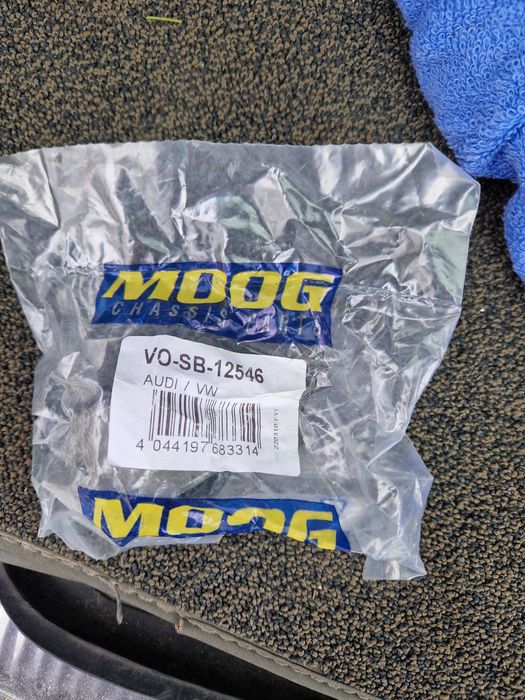 MOOG
CHASSIS PARTS
VO-SB-12546
AUDI / VW
4 044197 683314
MOOG